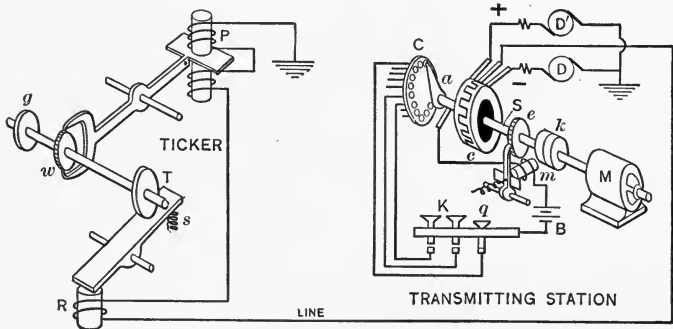 P
g
w
TICKER
T
s
R
LINE
C
a
c
+
D'
D
−
S
e
k
m
M
K
q
B
TRANSMITTING STATION